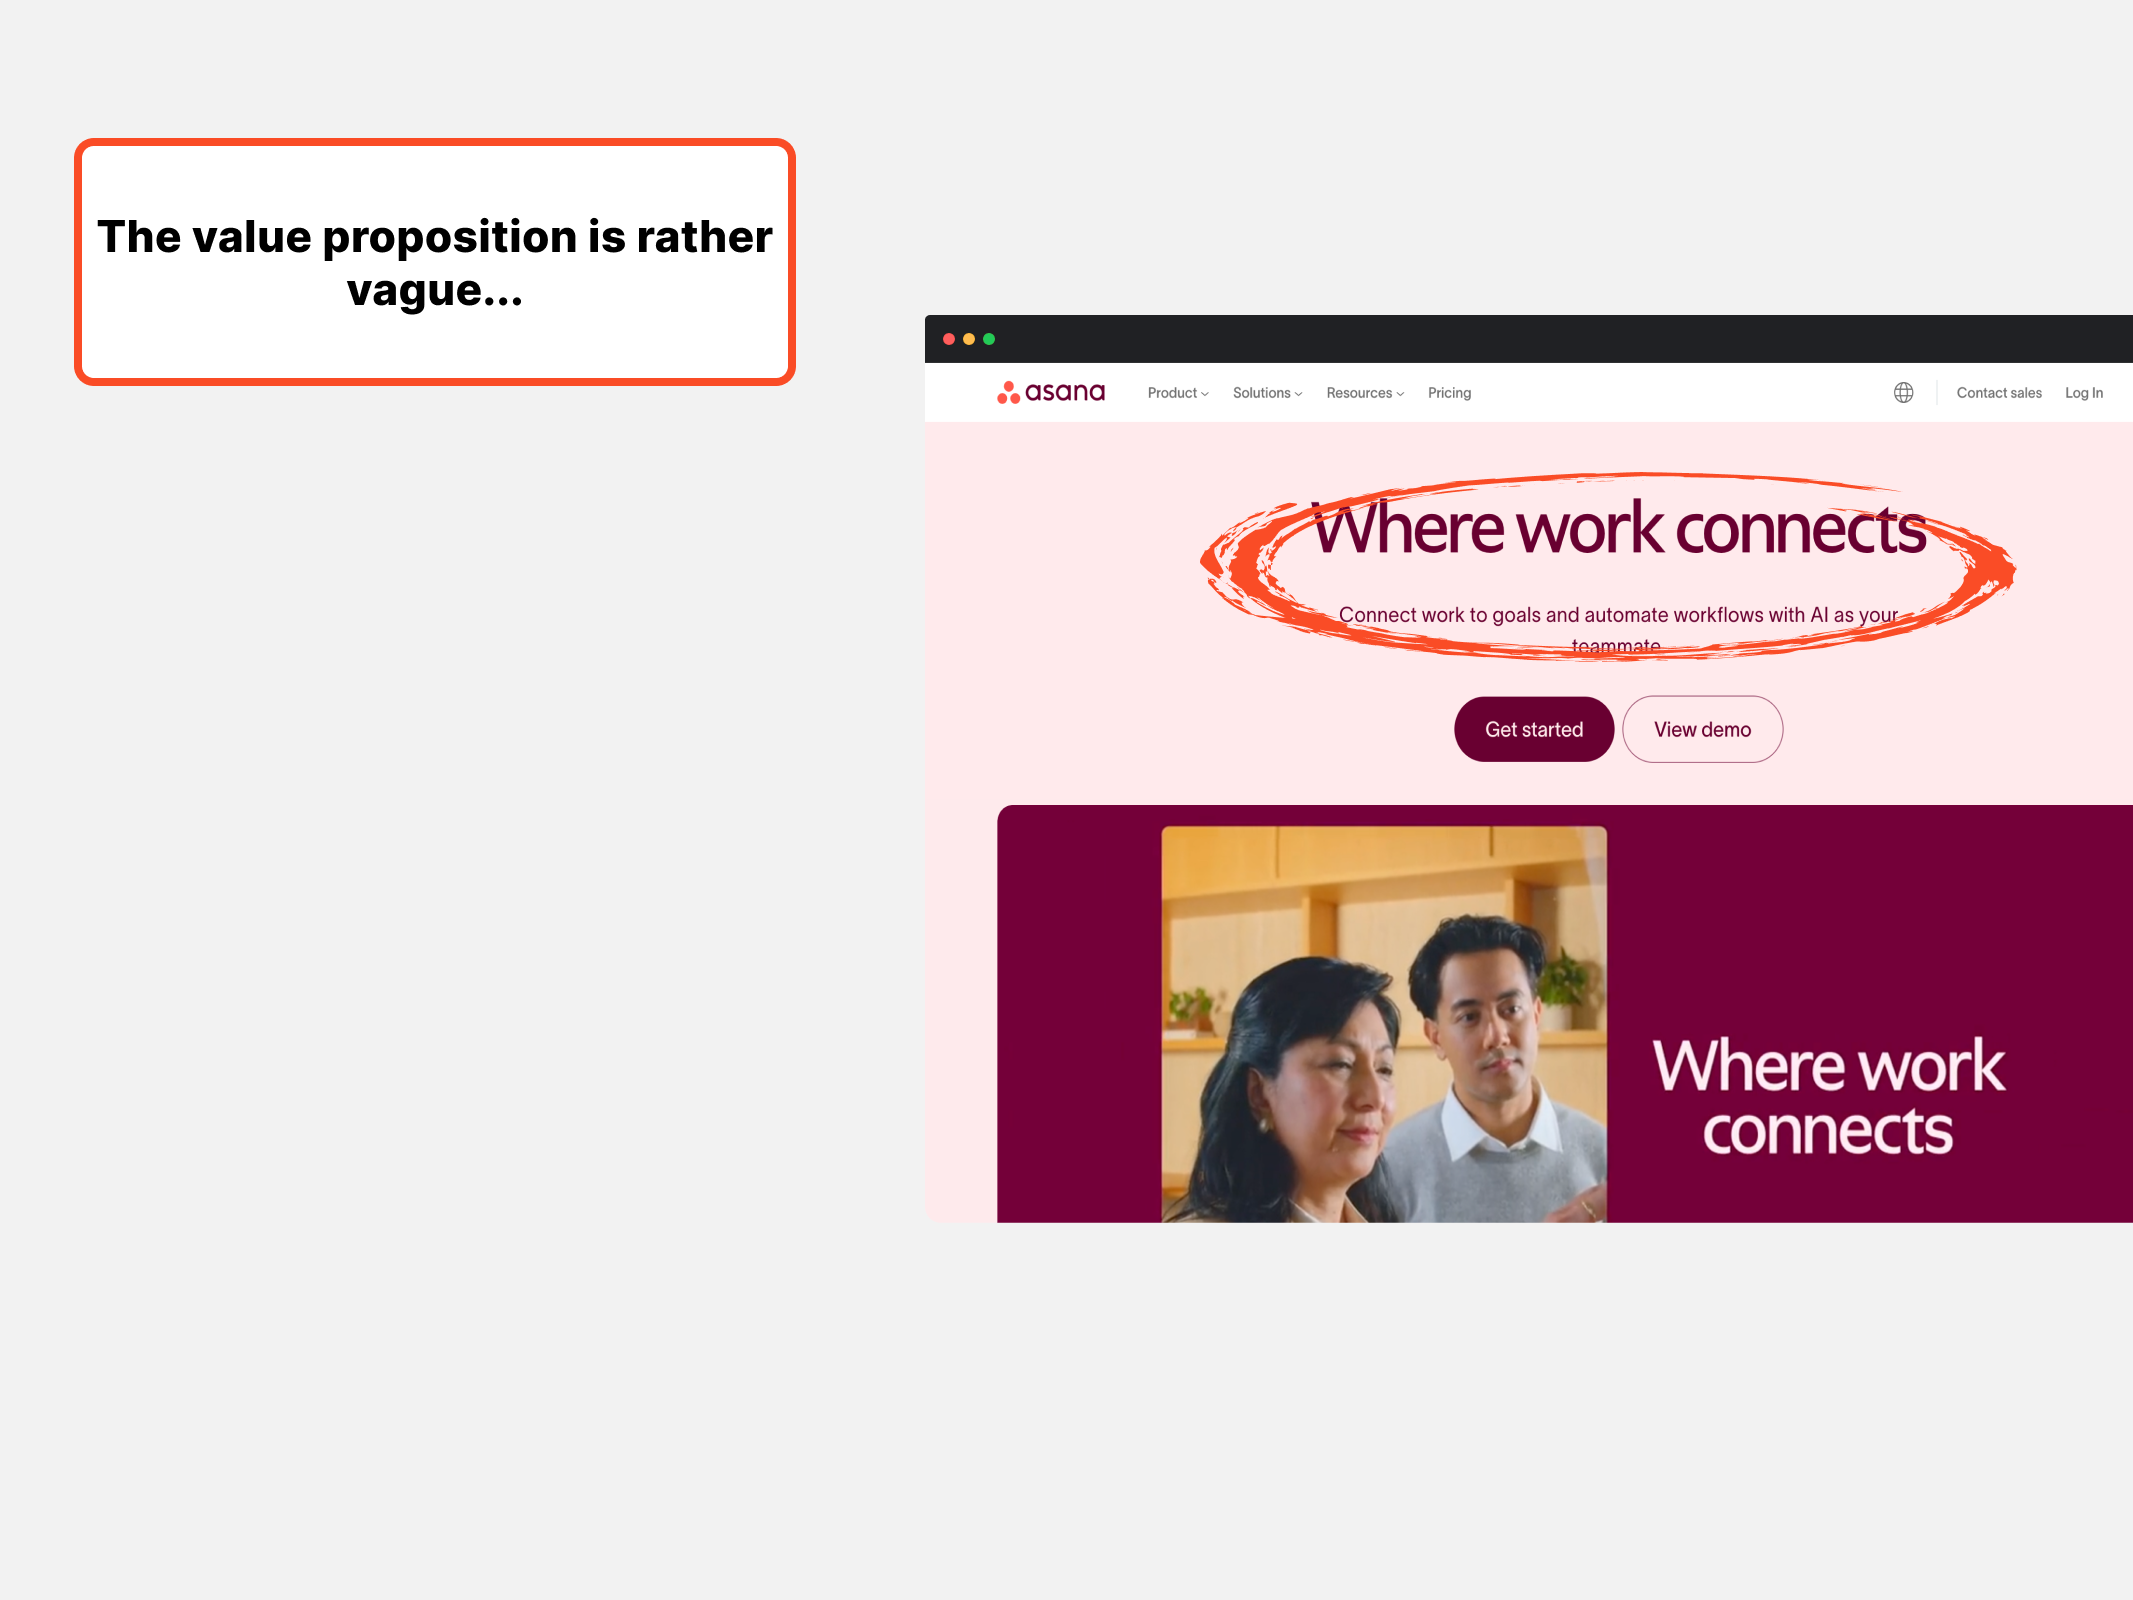 The value proposition is rather
vague...
asana
Product
Solutions
Resources
Pricing
Contact sales
Log In
Where work connects
Connect work to goals and automate workflows with AI as your
teammate
Get started
View demo
Where work
connects